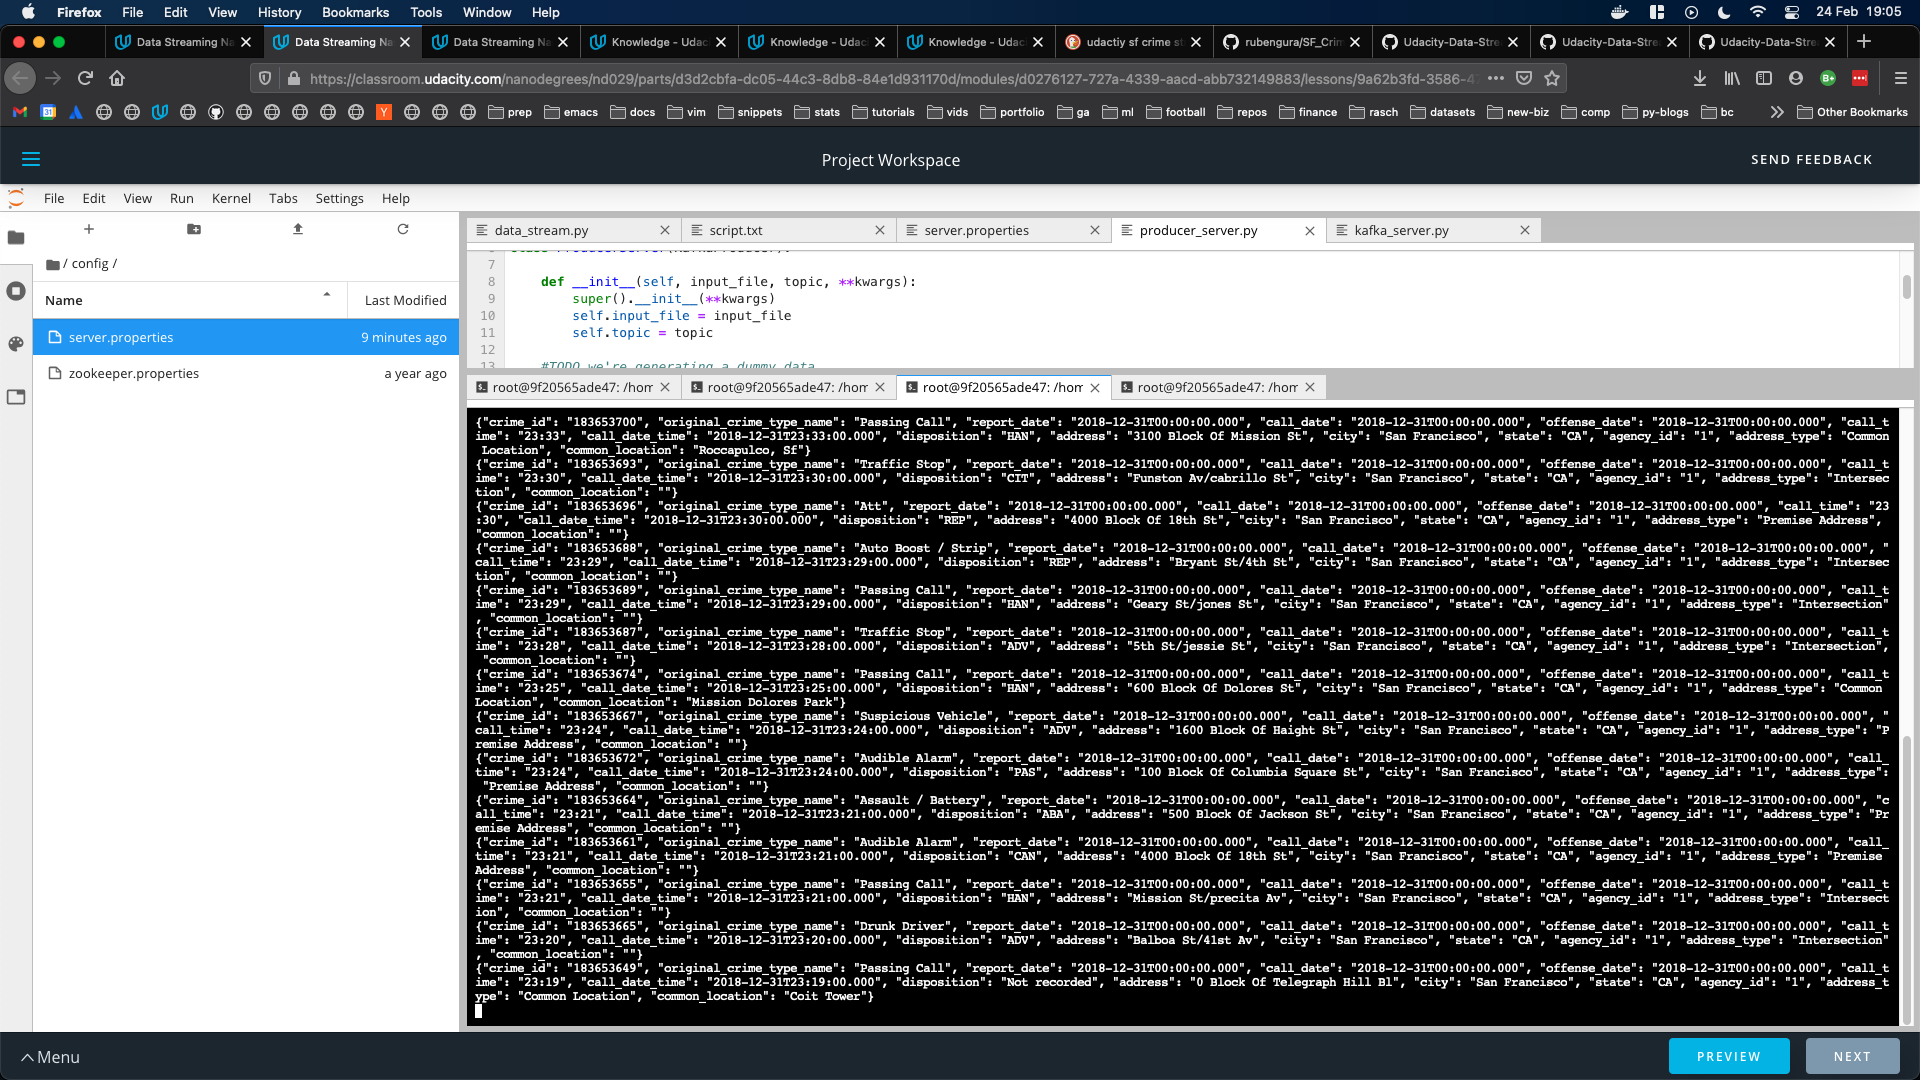 Firefox File Edit View History Bookmarks Tools Window Help 24 Feb 19:05
Data Streaming Na Data Streaming Na Data Streaming Na Knowledge - Udac Knowledge - Udac Knowledge - Udac udactiy sf crime st rubengura/SF_Crim Udacity-Data-Stre Udacity-Data-Stre Udacity-Data-Stre
https://classroom.udacity.com/nanodegrees/nd029/parts/d3d2cbfa-dc05-44c3-8db8-84e1d931170d/modules/d0276127-727a-4339-aacd-abb732149883/lessons/9a62b3fd-3586-4
prep emacs docs vim snippets stats tutorials vids portfolio ga ml football repos finance rasch datasets new-biz comp py-blogs bc Other Bookmarks
Project Workspace SEND FEEDBACK
File Edit View Run Kernel Tabs Settings Help
data_stream.py script.txt server.properties producer_server.py kafka_server.py
/ config /
Name Last Modified
server.properties 9 minutes ago
zookeeper.properties a year ago
7
8 def __init__(self, input_file, topic, **kwargs):
9 super().__init__(**kwargs)
10 self.input_file = input_file
11 self.topic = topic
12
13 #TODO we're generating a dummy data
root@9f20565ade47: /hom root@9f20565ade47: /hom root@9f20565ade47: /hom root@9f20565ade47: /hom
{"crime_id": "183653700", "original_crime_type_name": "Passing Call", "report_date": "2018-12-31T00:00:00.000", "call_date": "2018-12-31T00:00:00.000", "offense_date": "2018-12-31T00:00:00.000", "call_t
ime": "23:33", "call_date_time": "2018-12-31T23:33:00.000", "disposition": "HAN", "address": "3100 Block Of Mission St", "city": "San Francisco", "state": "CA", "agency_id": "1", "address_type": "Common
Location", "common_location": "Roccapulco, Sf"}
{"crime_id": "183653693", "original_crime_type_name": "Traffic Stop", "report_date": "2018-12-31T00:00:00.000", "call_date": "2018-12-31T00:00:00.000", "offense_date": "2018-12-31T00:00:00.000", "call_t
ime": "23:30", "call_date_time": "2018-12-31T23:30:00.000", "disposition": "CIT", "address": "Funston Av/cabrillo St", "city": "San Francisco", "state": "CA", "agency_id": "1", "address_type": "Intersec
tion", "common_location": ""}
{"crime_id": "183653696", "original_crime_type_name": "Att", "report_date": "2018-12-31T00:00:00.000", "call_date": "2018-12-31T00:00:00.000", "offense_date": "2018-12-31T00:00:00.000", "call_time": "23
:30", "call_date_time": "2018-12-31T23:30:00.000", "disposition": "REP", "address": "4000 Block Of 18th St", "city": "San Francisco", "state": "CA", "agency_id": "1", "address_type": "Premise Address",
"common_location": ""}
{"crime_id": "183653688", "original_crime_type_name": "Auto Boost / Strip", "report_date": "2018-12-31T00:00:00.000", "call_date": "2018-12-31T00:00:00.000", "offense_date": "2018-12-31T00:00:00.000", "
call_time": "23:29", "call_date_time": "2018-12-31T23:29:00.000", "disposition": "REP", "address": "Bryant St/4th St", "city": "San Francisco", "state": "CA", "agency_id": "1", "address_type": "Intersec
tion", "common_location": ""}
{"crime_id": "183653689", "original_crime_type_name": "Passing Call", "report_date": "2018-12-31T00:00:00.000", "call_date": "2018-12-31T00:00:00.000", "offense_date": "2018-12-31T00:00:00.000", "call_t
ime": "23:29", "call_date_time": "2018-12-31T23:29:00.000", "disposition": "HAN", "address": "Geary St/jones St", "city": "San Francisco", "state": "CA", "agency_id": "1", "address_type": "Intersection"
, "common_location": ""}
{"crime_id": "183653687", "original_crime_type_name": "Traffic Stop", "report_date": "2018-12-31T00:00:00.000", "call_date": "2018-12-31T00:00:00.000", "offense_date": "2018-12-31T00:00:00.000", "call_t
ime": "23:28", "call_date_time": "2018-12-31T23:28:00.000", "disposition": "ADV", "address": "5th St/jessie St", "city": "San Francisco", "state": "CA", "agency_id": "1", "address_type": "Intersection",
"common_location": ""}
{"crime_id": "183653674", "original_crime_type_name": "Passing Call", "report_date": "2018-12-31T00:00:00.000", "call_date": "2018-12-31T00:00:00.000", "offense_date": "2018-12-31T00:00:00.000", "call_t
ime": "23:25", "call_date_time": "2018-12-31T23:25:00.000", "disposition": "HAN", "address": "600 Block Of Dolores St", "city": "San Francisco", "state": "CA", "agency_id": "1", "address_type": "Common
Location", "common_location": "Mission Dolores Park"}
{"crime_id": "183653667", "original_crime_type_name": "Suspicious Vehicle", "report_date": "2018-12-31T00:00:00.000", "call_date": "2018-12-31T00:00:00.000", "offense_date": "2018-12-31T00:00:00.000", "
call_time": "23:24", "call_date_time": "2018-12-31T23:24:00.000", "disposition": "ADV", "address": "1600 Block Of Haight St", "city": "San Francisco", "state": "CA", "agency_id": "1", "address_type": "P
remise Address", "common_location": ""}
{"crime_id": "183653672", "original_crime_type_name": "Audible Alarm", "report_date": "2018-12-31T00:00:00.000", "call_date": "2018-12-31T00:00:00.000", "offense_date": "2018-12-31T00:00:00.000", "call_
time": "23:24", "call_date_time": "2018-12-31T23:24:00.000", "disposition": "PAS", "address": "100 Block Of Columbia Square St", "city": "San Francisco", "state": "CA", "agency_id": "1", "address_type":
"Premise Address", "common_location": ""}
{"crime_id": "183653664", "original_crime_type_name": "Assault / Battery", "report_date": "2018-12-31T00:00:00.000", "call_date": "2018-12-31T00:00:00.000", "offense_date": "2018-12-31T00:00:00.000", "c
all_time": "23:21", "call_date_time": "2018-12-31T23:21:00.000", "disposition": "ABA", "address": "500 Block Of Jackson St", "city": "San Francisco", "state": "CA", "agency_id": "1", "address_type": "Pr
emise Address", "common_location": ""}
{"crime_id": "183653661", "original_crime_type_name": "Audible Alarm", "report_date": "2018-12-31T00:00:00.000", "call_date": "2018-12-31T00:00:00.000", "offense_date": "2018-12-31T00:00:00.000", "call_
time": "23:21", "call_date_time": "2018-12-31T23:21:00.000", "disposition": "CAN", "address": "4000 Block Of 18th St", "city": "San Francisco", "state": "CA", "agency_id": "1", "address_type": "Premise
Address", "common_location": ""}
{"crime_id": "183653655", "original_crime_type_name": "Passing Call", "report_date": "2018-12-31T00:00:00.000", "call_date": "2018-12-31T00:00:00.000", "offense_date": "2018-12-31T00:00:00.000", "call_t
ime": "23:21", "call_date_time": "2018-12-31T23:21:00.000", "disposition": "HAN", "address": "Mission St/precita Av", "city": "San Francisco", "state": "CA", "agency_id": "1", "address_type": "Intersect
ion", "common_location": ""}
{"crime_id": "183653665", "original_crime_type_name": "Drunk Driver", "report_date": "2018-12-31T00:00:00.000", "call_date": "2018-12-31T00:00:00.000", "offense_date": "2018-12-31T00:00:00.000", "call_t
ime": "23:20", "call_date_time": "2018-12-31T23:20:00.000", "disposition": "ADV", "address": "Balboa St/41st Av", "city": "San Francisco", "state": "CA", "agency_id": "1", "address_type": "Intersection"
, "common_location": ""}
{"crime_id": "183653649", "original_crime_type_name": "Passing Call", "report_date": "2018-12-31T00:00:00.000", "call_date": "2018-12-31T00:00:00.000", "offense_date": "2018-12-31T00:00:00.000", "call_t
ime": "23:19", "call_date_time": "2018-12-31T23:19:00.000", "disposition": "Not recorded", "address": "0 Block Of Telegraph Hill Bl", "city": "San Francisco", "state": "CA", "agency_id": "1", "address_t
ype": "Common Location", "common_location": "Coit Tower"}
Menu PREVIEW NEXT